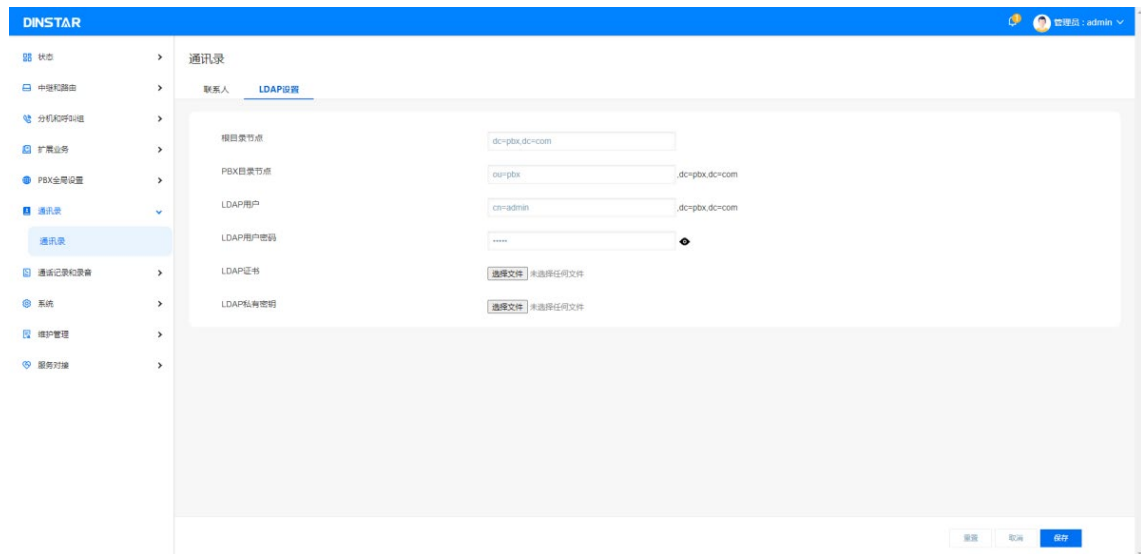 DINSTAR
管理员 : admin
状态
中继和路由
分机和呼叫组
扩展业务
PBX全局设置
通讯录
通讯录
通话记录和录音
系统
维护管理
服务对接
通讯录
联系人 LDAP设置
根目录节点 dc=pbx,dc=com
PBX目录节点 ou=pbx ,dc=pbx,dc=com
LDAP用户 cn=admin ,dc=pbx,dc=com
LDAP用户密码 •••••
LDAP证书 选择文件 未选择任何文件
LDAP私有密钥 选择文件 未选择任何文件
重置 取消 保存